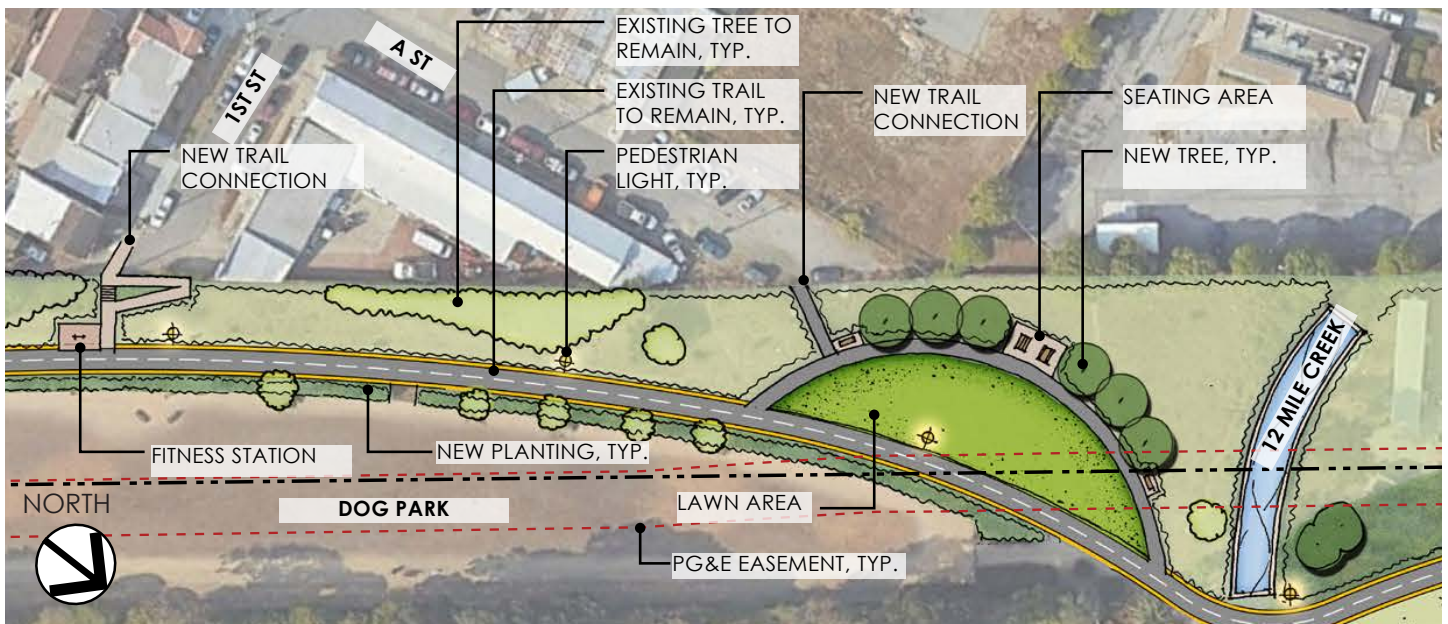 EXISTING TREE TO
REMAIN, TYP.
A ST
1ST ST
EXISTING TRAIL
TO REMAIN, TYP.
NEW TRAIL
CONNECTION
SEATING AREA
NEW TRAIL
CONNECTION
PEDESTRIAN
LIGHT, TYP.
NEW TREE, TYP.
12 MILE CREEK
FITNESS STATION
NEW PLANTING, TYP.
NORTH
DOG PARK
LAWN AREA
PG&E EASEMENT, TYP.